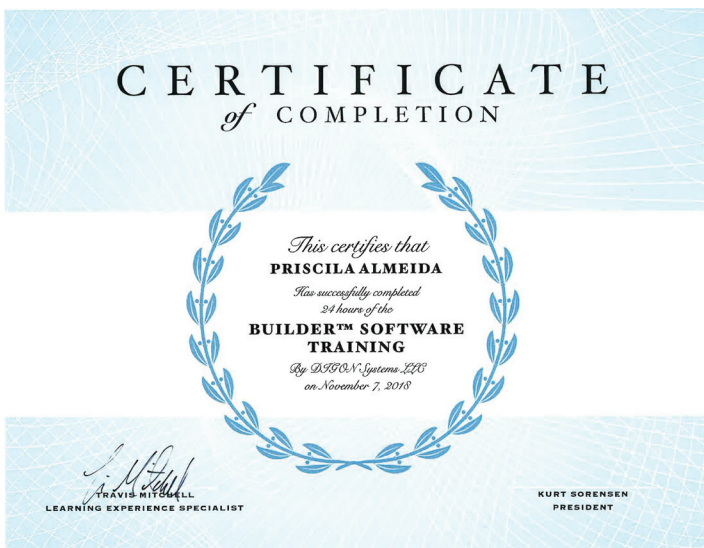 CERTIFICATE
of COMPLETION
This certifies that
PRISCILA ALMEIDA
Has successfully completed
24 hours of the
BUILDER™ SOFTWARE
TRAINING
By DIGON Systems LLC
on November 7, 2018
TRAVIS MITCHELL
LEARNING EXPERIENCE SPECIALIST
KURT SORENSEN
PRESIDENT